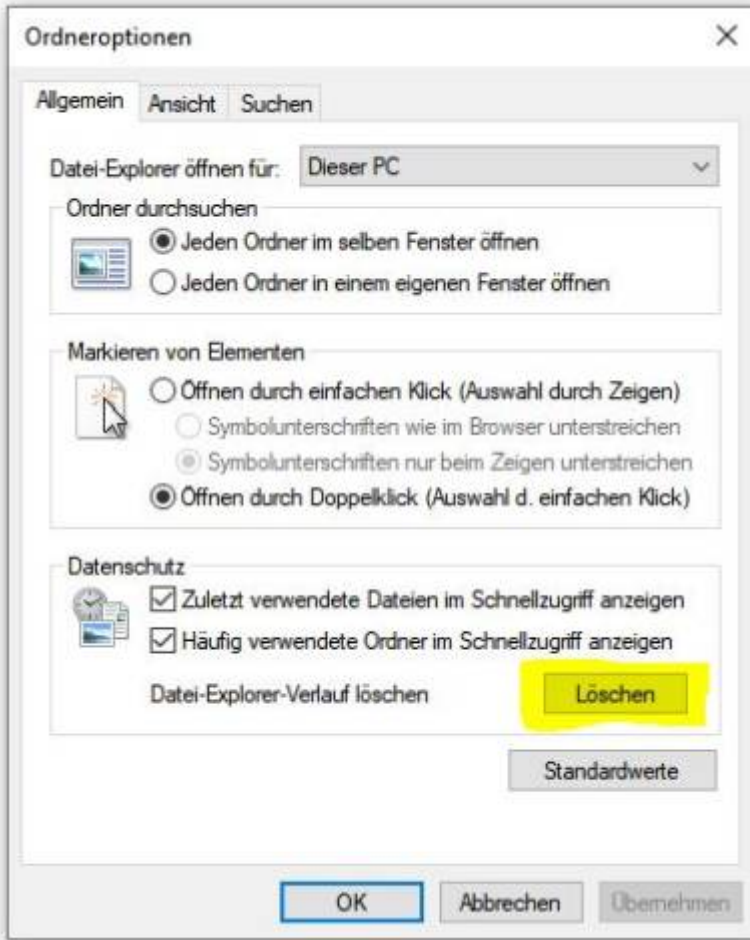 Ordneroptionen
Allgemein Ansicht Suchen
Datei-Explorer öffnen für: Dieser PC
Ordner durchsuchen
Jeden Ordner im selben Fenster öffnen
Jeden Ordner in einem eigenen Fenster öffnen
Markieren von Elementen
Öffnen durch einfachen Klick (Auswahl durch Zeigen)
Symbolunterschriften wie im Browser unterstreichen
Symbolunterschriften nur beim Zeigen unterstreichen
Öffnen durch Doppelklick (Auswahl d. einfachen Klick)
Datenschutz
Zuletzt verwendete Dateien im Schnellzugriff anzeigen
Häufig verwendete Ordner im Schnellzugriff anzeigen
Datei-Explorer-Verlauf löschen Löschen
Standardwerte
OK Abbrechen Übernehmen